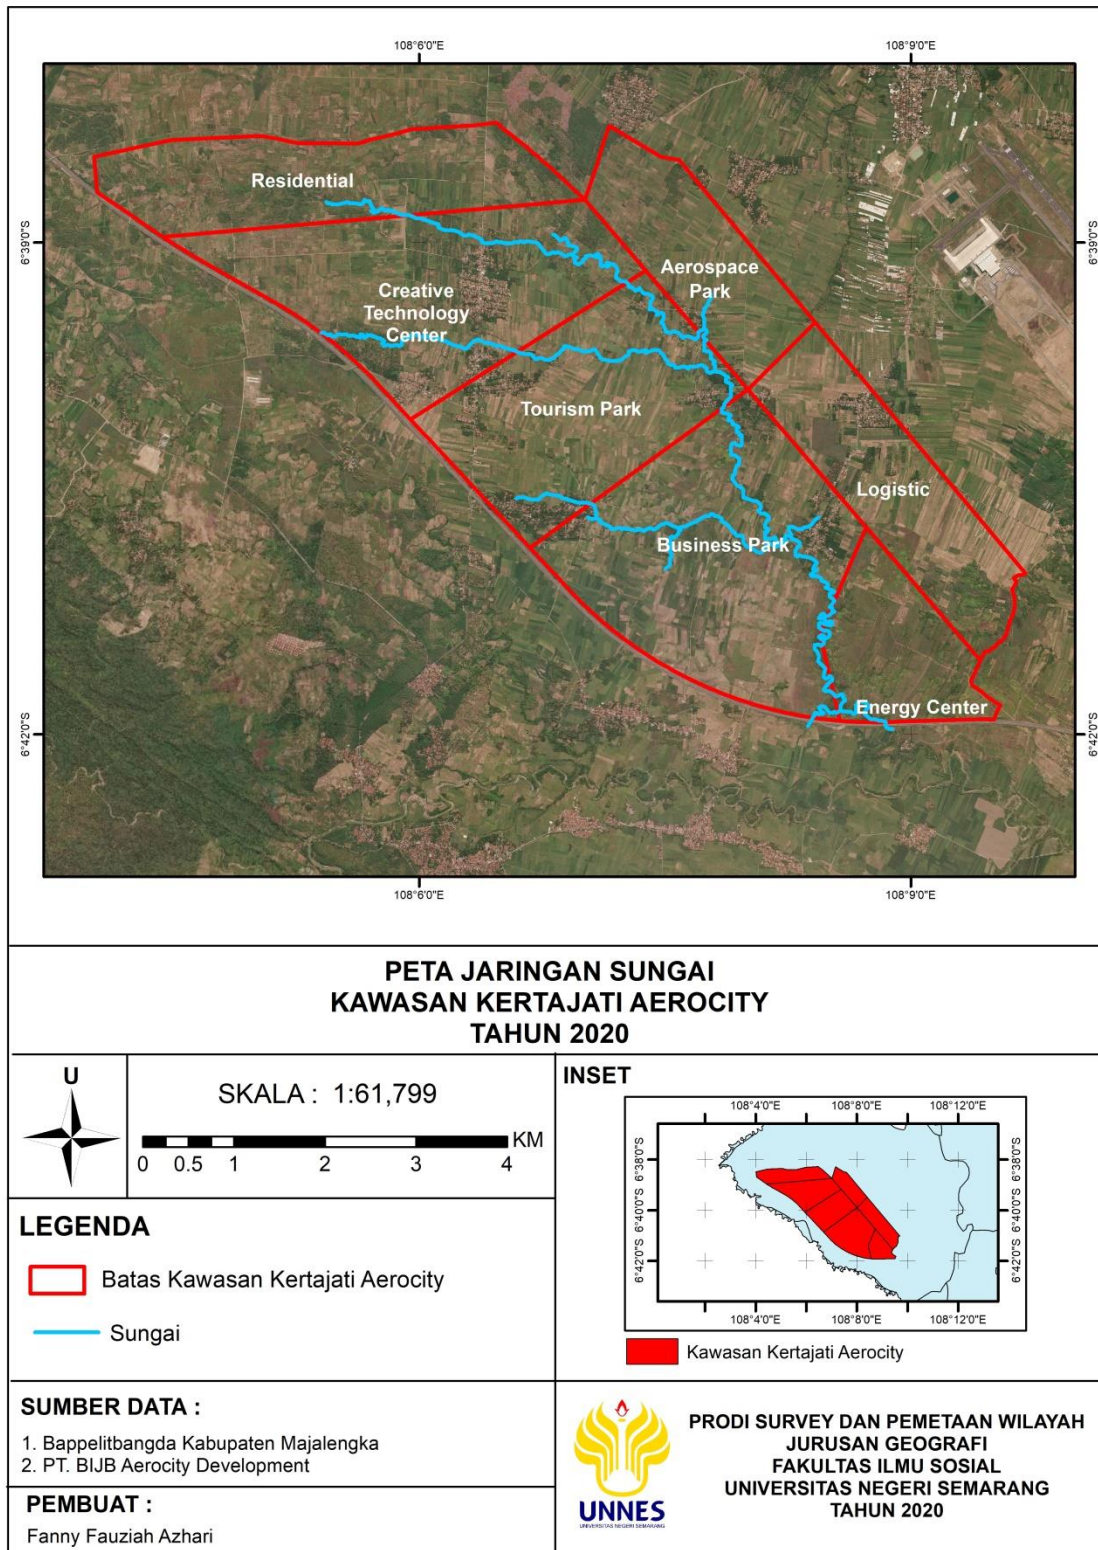 108°6'0"E
108°9'0"E
6°39'0"S
6°39'0"S
Residential
Aerospace
Park
Creative
Technology
Center
Tourism Park
Logistic
Business Park
Energy Center
6°42'0"S
6°42'0"S
108°6'0"E
108°9'0"E
PETA JARINGAN SUNGAI
KAWASAN KERTAJATI AEROCITY
TAHUN 2020
U
SKALA : 1:61,799
KM
0 0.5 1 2 3 4
LEGENDA
Batas Kawasan Kertajati Aerocity
Sungai
INSET
108°4'0"E
108°8'0"E
108°12'0"E
6°38'0"S
6°40'0"S
6°42'0"S
6°38'0"S
6°40'0"S
6°42'0"S
108°4'0"E
108°8'0"E
108°12'0"E
Kawasan Kertajati Aerocity
SUMBER DATA :
1. Bappelitbangda Kabupaten Majalengka
2. PT. BIJB Aerocity Development
PEMBUAT :
Fanny Fauziah Azhari
UNNES
UNIVERSITAS NEGERI SEMARANG
PRODI SURVEY DAN PEMETAAN WILAYAH
JURUSAN GEOGRAFI
FAKULTAS ILMU SOSIAL
UNIVERSITAS NEGERI SEMARANG
TAHUN 2020